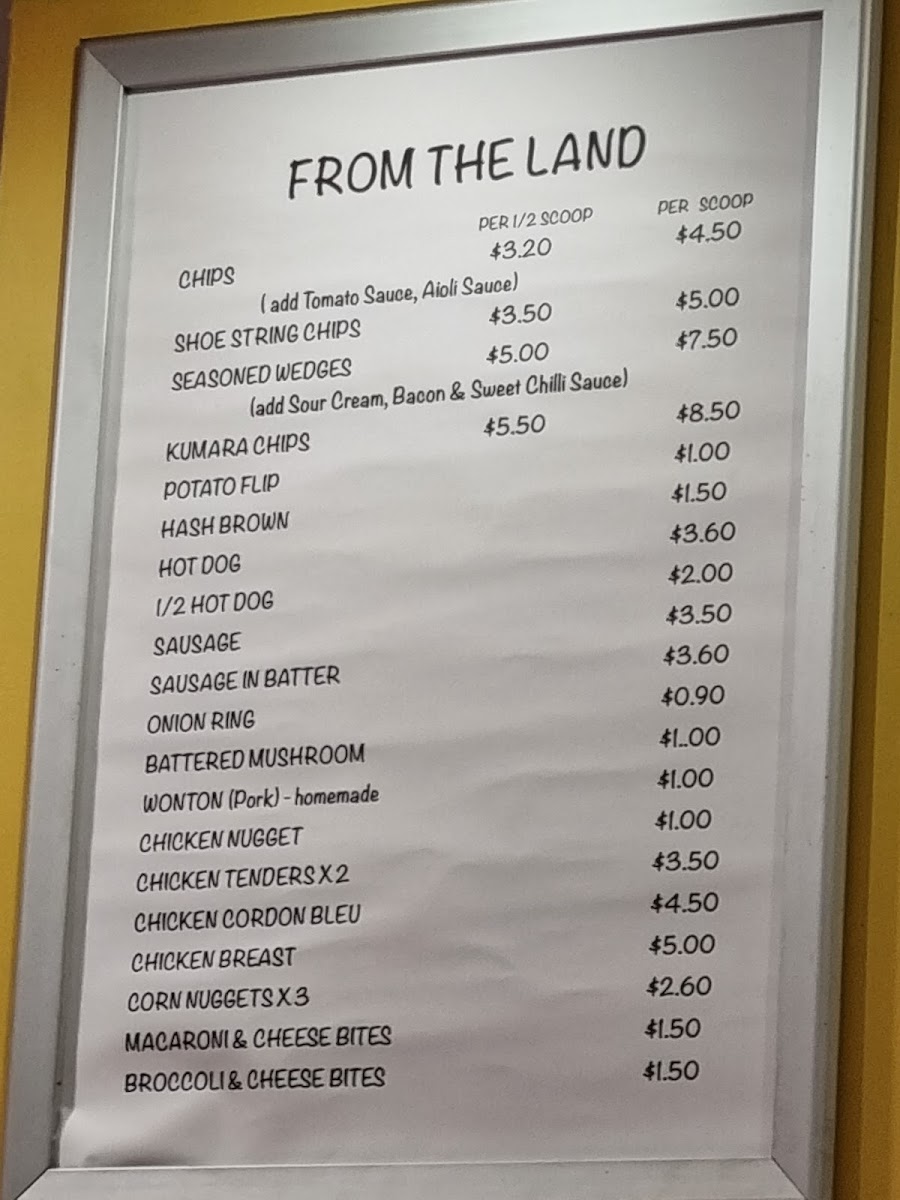 FROM THE LAND
PER 1/2 SCOOP PER SCOOP
CHIPS $3.20 $4.50
( add Tomato Sauce, Aioli Sauce)
SHOE STRING CHIPS $3.50 $5.00
SEASONED WEDGES $5.00 $7.50
(add Sour Cream, Bacon & Sweet Chilli Sauce)
KUMARA CHIPS $5.50 $8.50
POTATO FLIP $1.00
HASH BROWN $1.50
HOT DOG $3.60
1/2 HOT DOG $2.00
SAUSAGE $3.50
SAUSAGE IN BATTER $3.60
ONION RING $0.90
BATTERED MUSHROOM $1..00
WONTON (Pork) - homemade $1.00
CHICKEN NUGGET $1.00
CHICKEN TENDERS X 2 $3.50
CHICKEN CORDON BLEU $4.50
CHICKEN BREAST $5.00
CORN NUGGETS X 3 $2.60
MACARONI & CHEESE BITES $1.50
BROCCOLI & CHEESE BITES $1.50